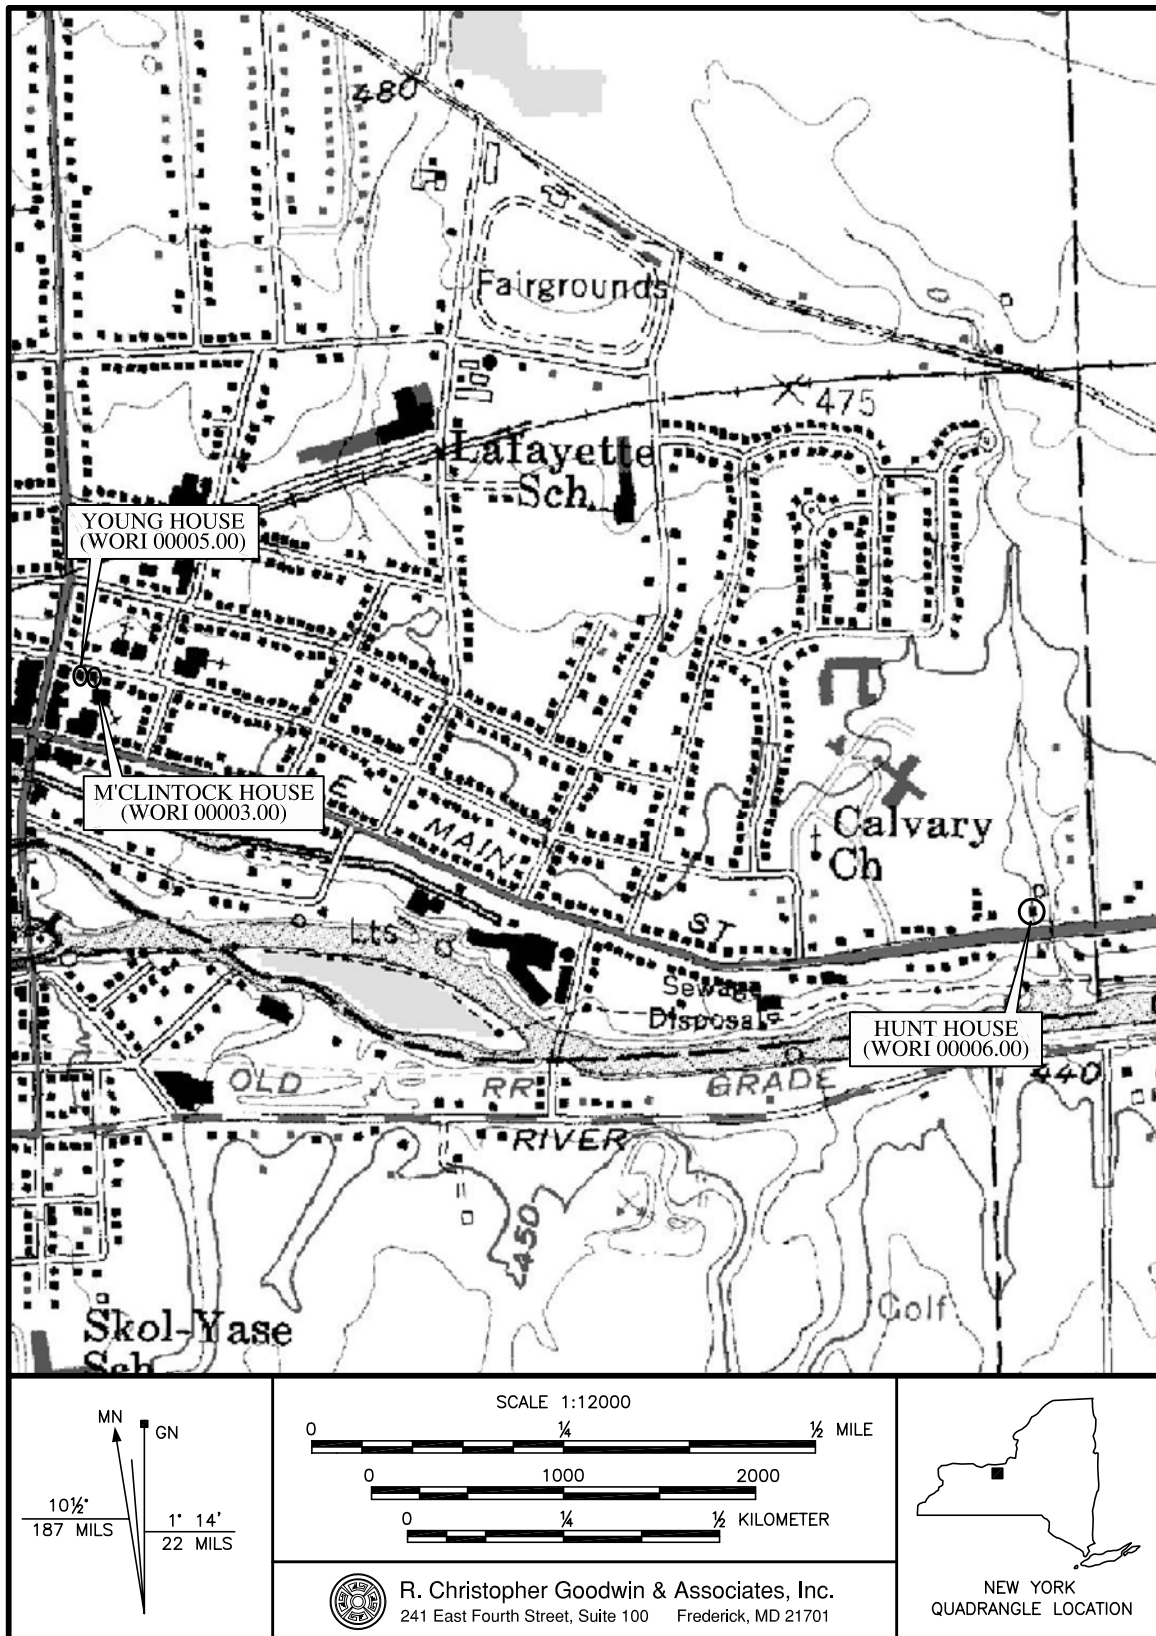 480
Fairgrounds
475
Lafayette
Sch
YOUNG HOUSE
(WORI 00005.00)
M'CLINTOCK HOUSE
(WORI 00003.00)
E MAIN ST
Calvary
Ch
Lts
Sewage
Disposal
HUNT HOUSE
(WORI 00006.00)
OLD RR GRADE
440
RIVER
450
Golf
Skol-Yase
Sch
MN
GN
10½°
187 MILS
1° 14'
22 MILS
SCALE 1:12000
0 ¼ ½ MILE
0 1000 2000
0 ¼ ½ KILOMETER
R. Christopher Goodwin & Associates, Inc.
241 East Fourth Street, Suite 100 Frederick, MD 21701
NEW YORK
QUADRANGLE LOCATION